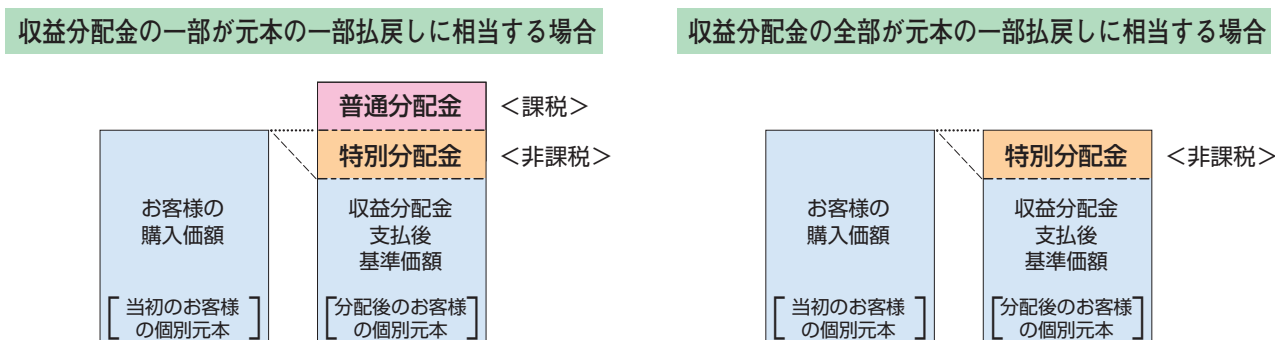 収益分配金の一部が元本の一部払戻しに相当する場合
普通分配金
＜課税＞
特別分配金
＜非課税＞
お客様の
購入価額
収益分配金
支払後
基準価額
当初のお客様
の個別元本
分配後のお客様
の個別元本
収益分配金の全部が元本の一部払戻しに相当する場合
特別分配金
＜非課税＞
お客様の
購入価額
収益分配金
支払後
基準価額
当初のお客様
の個別元本
分配後のお客様
の個別元本